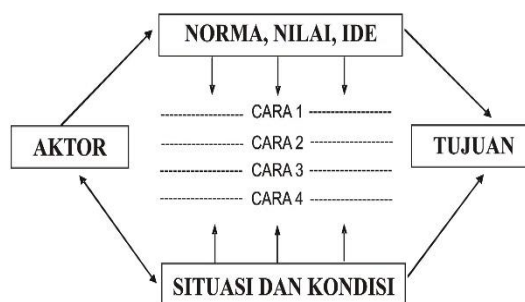 NORMA, NILAI, IDE
CARA 1
CARA 2
AKTOR
TUJUAN
CARA 3
CARA 4
SITUASI DAN KONDISI